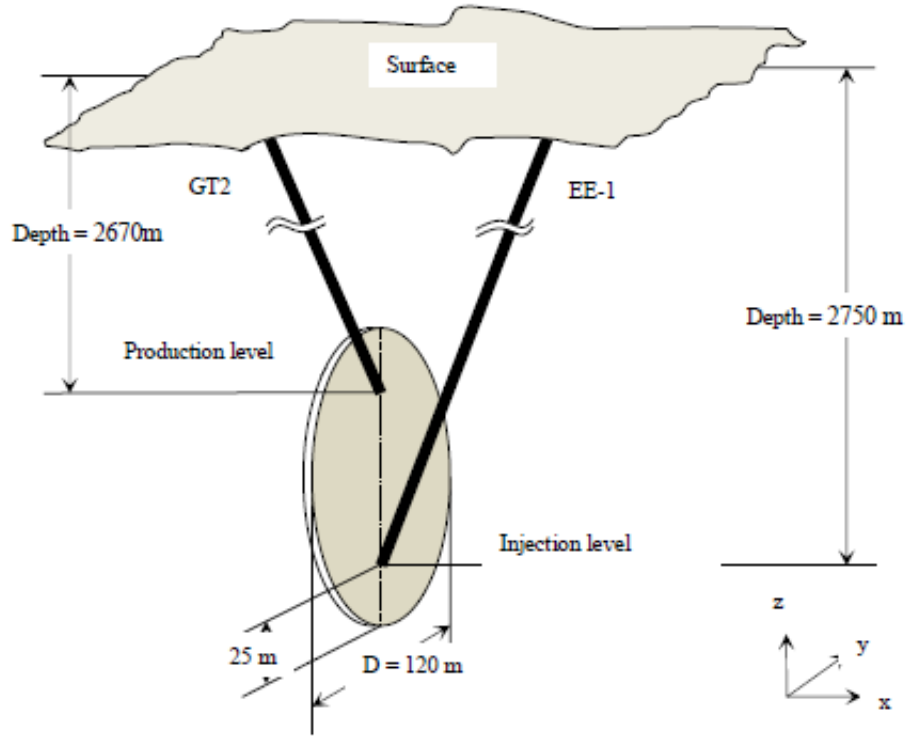 Surface
GT2
EE-1
Depth = 2670m
Depth = 2750 m
Production level
Injection level
z
y
25 m
D = 120 m
x